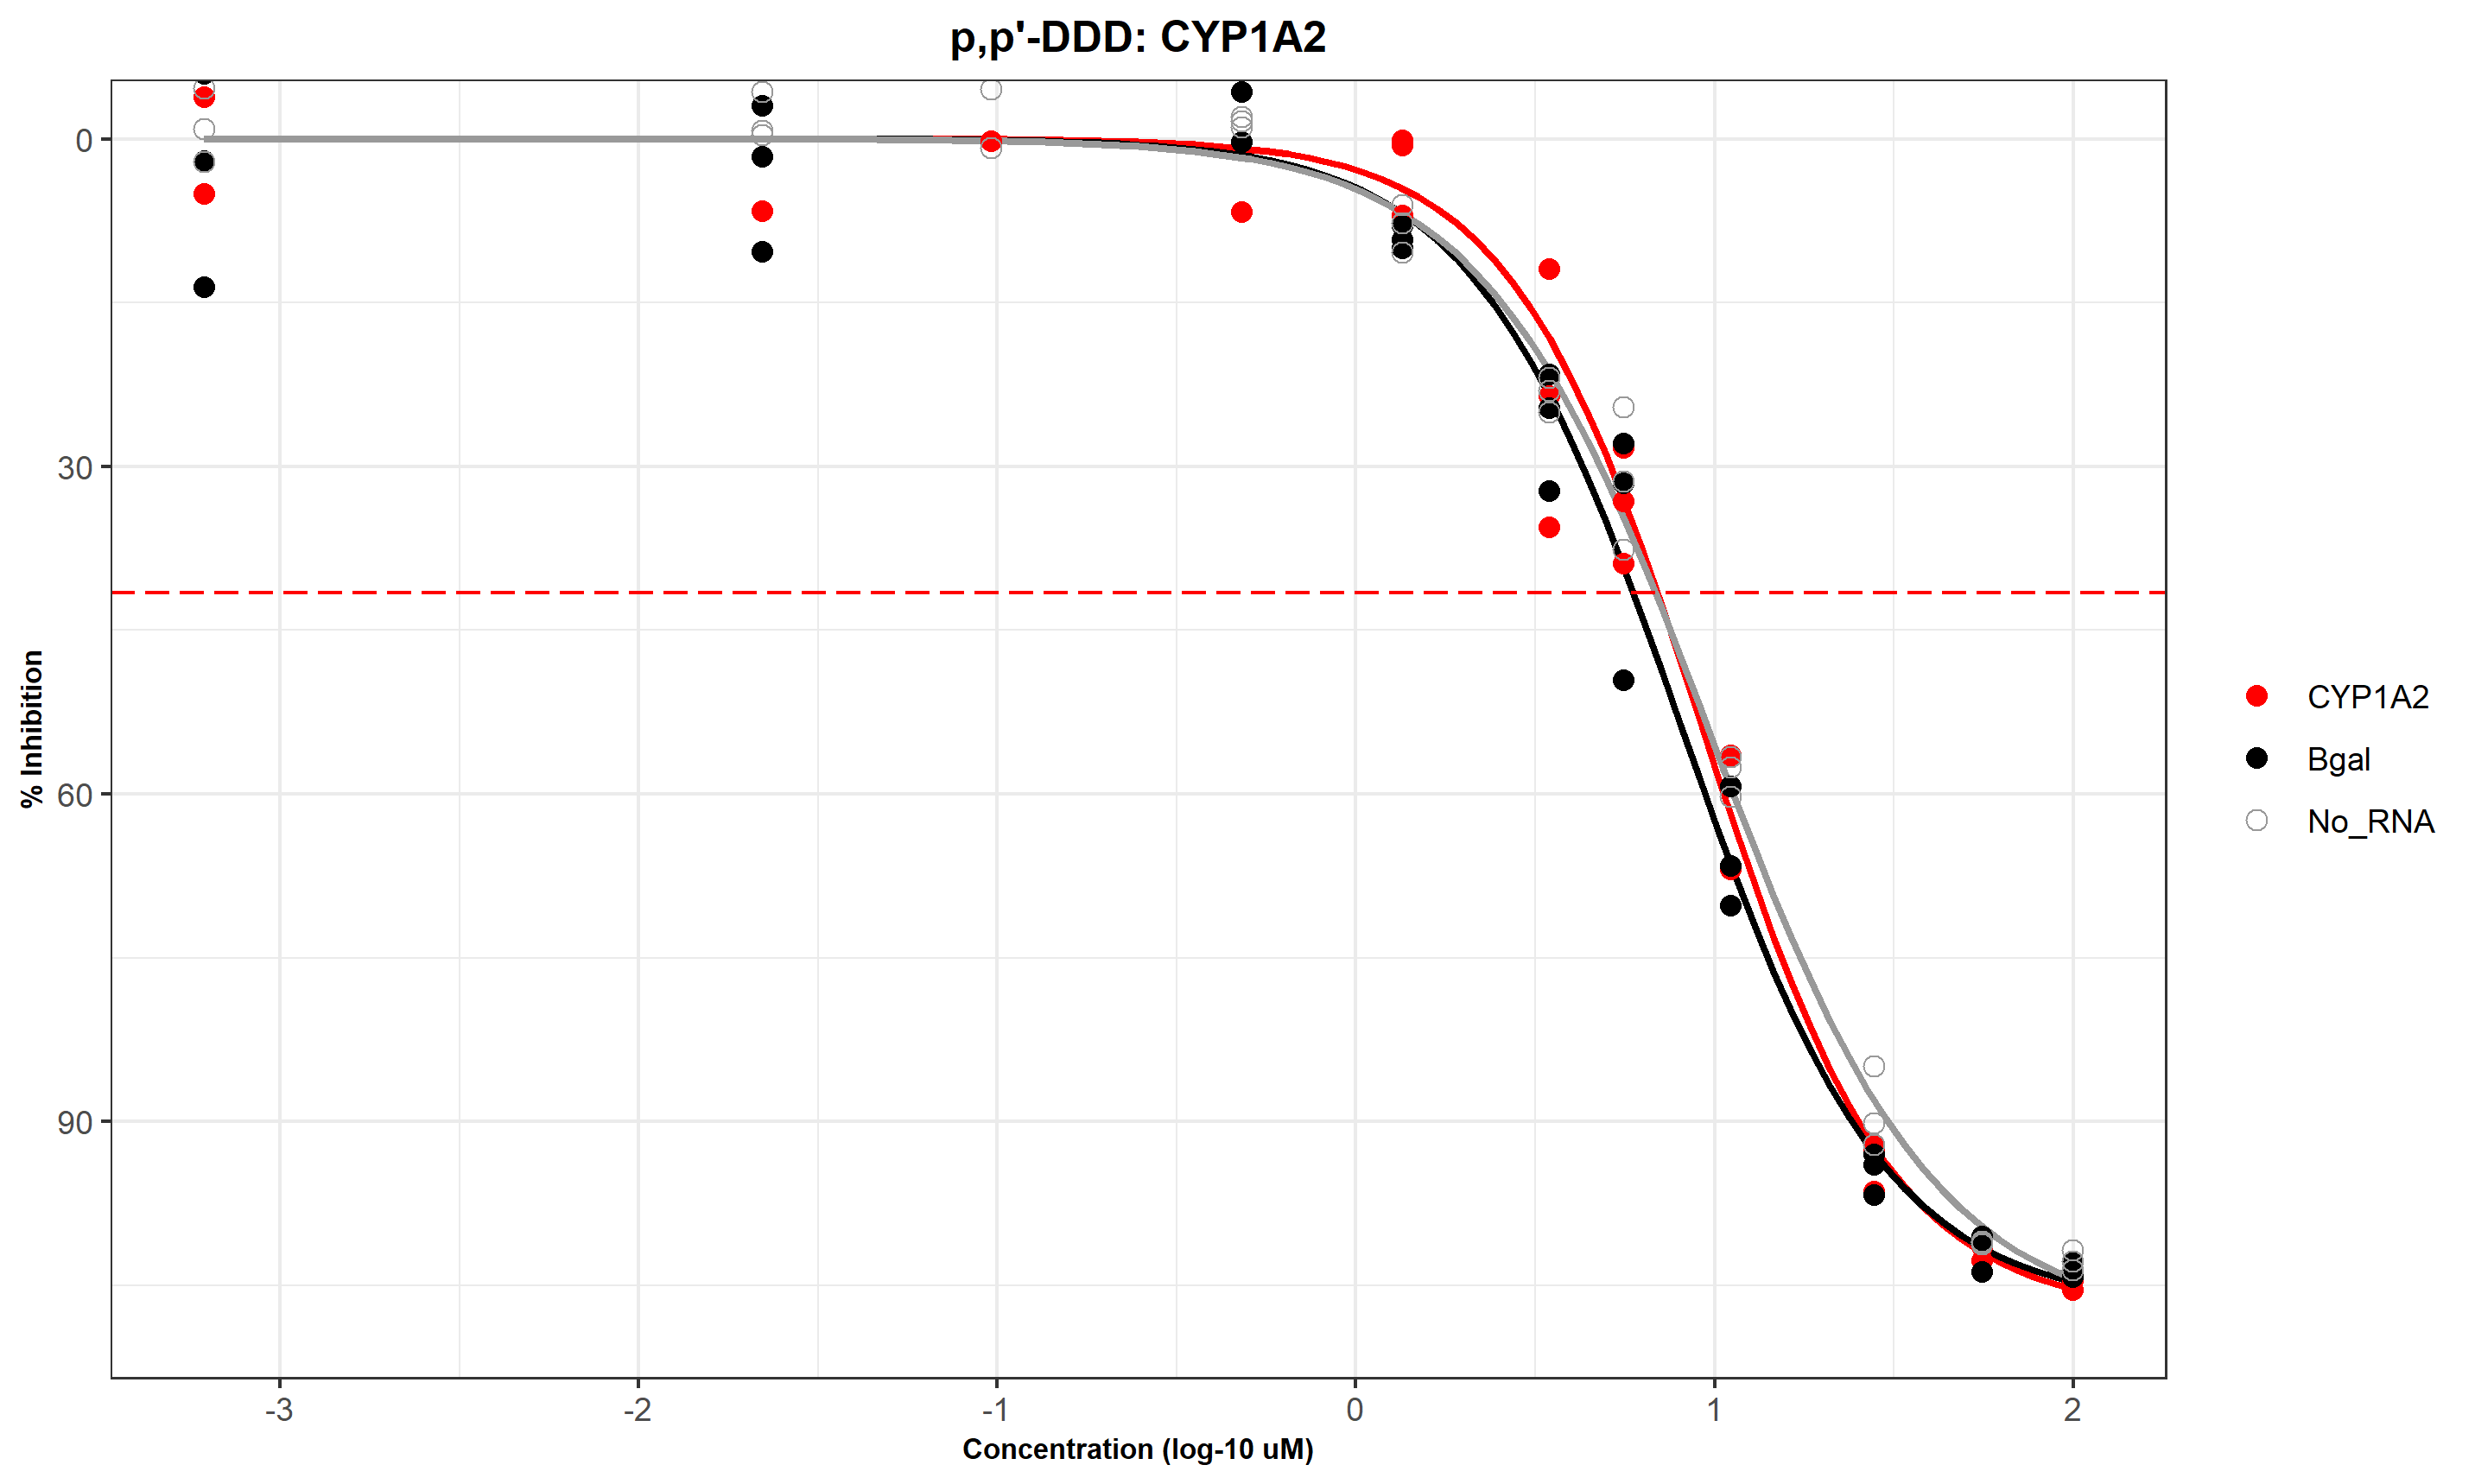 p,p'-DDD: CYP1A2
% Inhibition
0
30
60
90
-3
-2
-1
0
1
2
Concentration (log-10 uM)
CYP1A2
Bgal
No_RNA